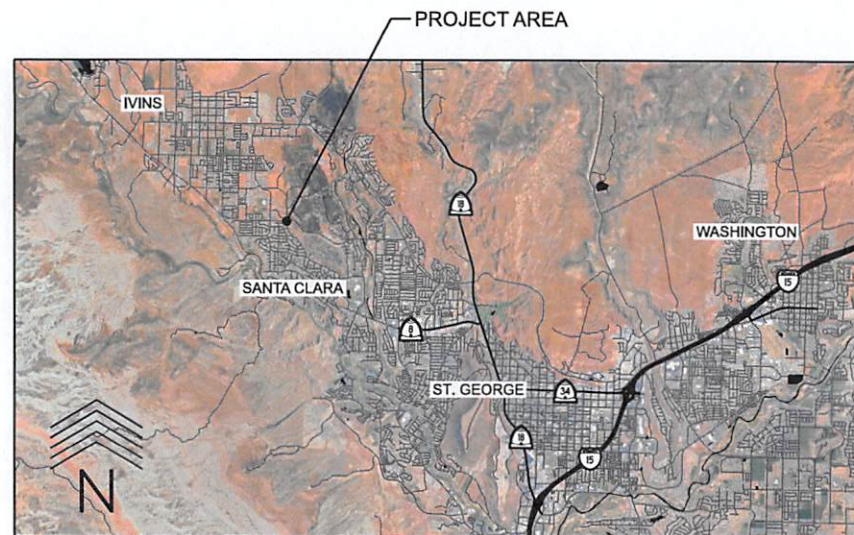 PROJECT AREA
IVINS
18
WASHINGTON
15
SANTA CLARA
8
ST. GEORGE
34
18
15
N